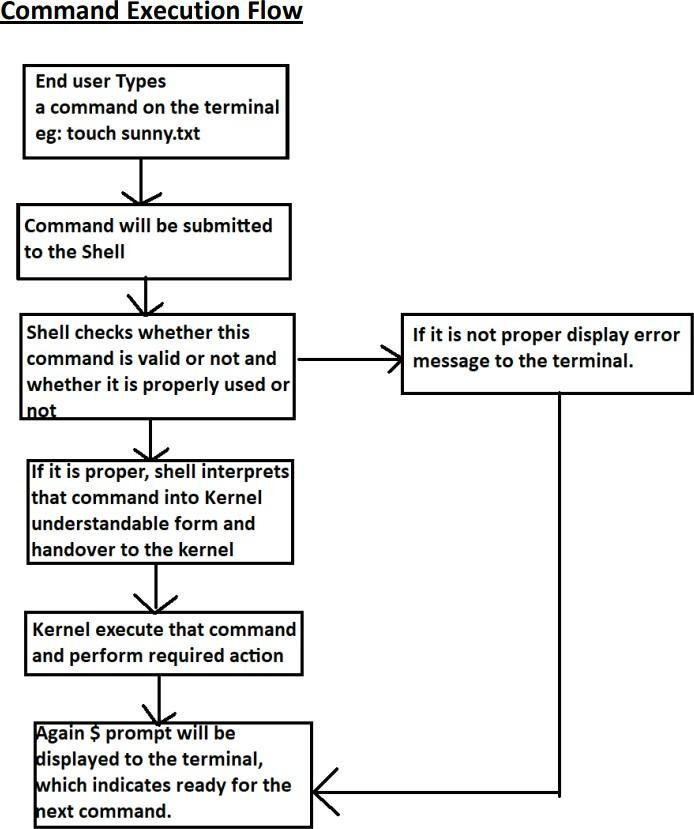 Command Execution Flow
End user Types
a command on the terminal
eg: touch sunny.txt
Command will be submitted
to the Shell
Shell checks whether this
command is valid or not and
whether it is properly used or
not
If it is not proper display error
message to the terminal.
If it is proper, shell interprets
that command into Kernel
understandable form and
handover to the kernel
Kernel execute that command
and perform required action
Again $ prompt will be
displayed to the terminal,
which indicates ready for the
next command.